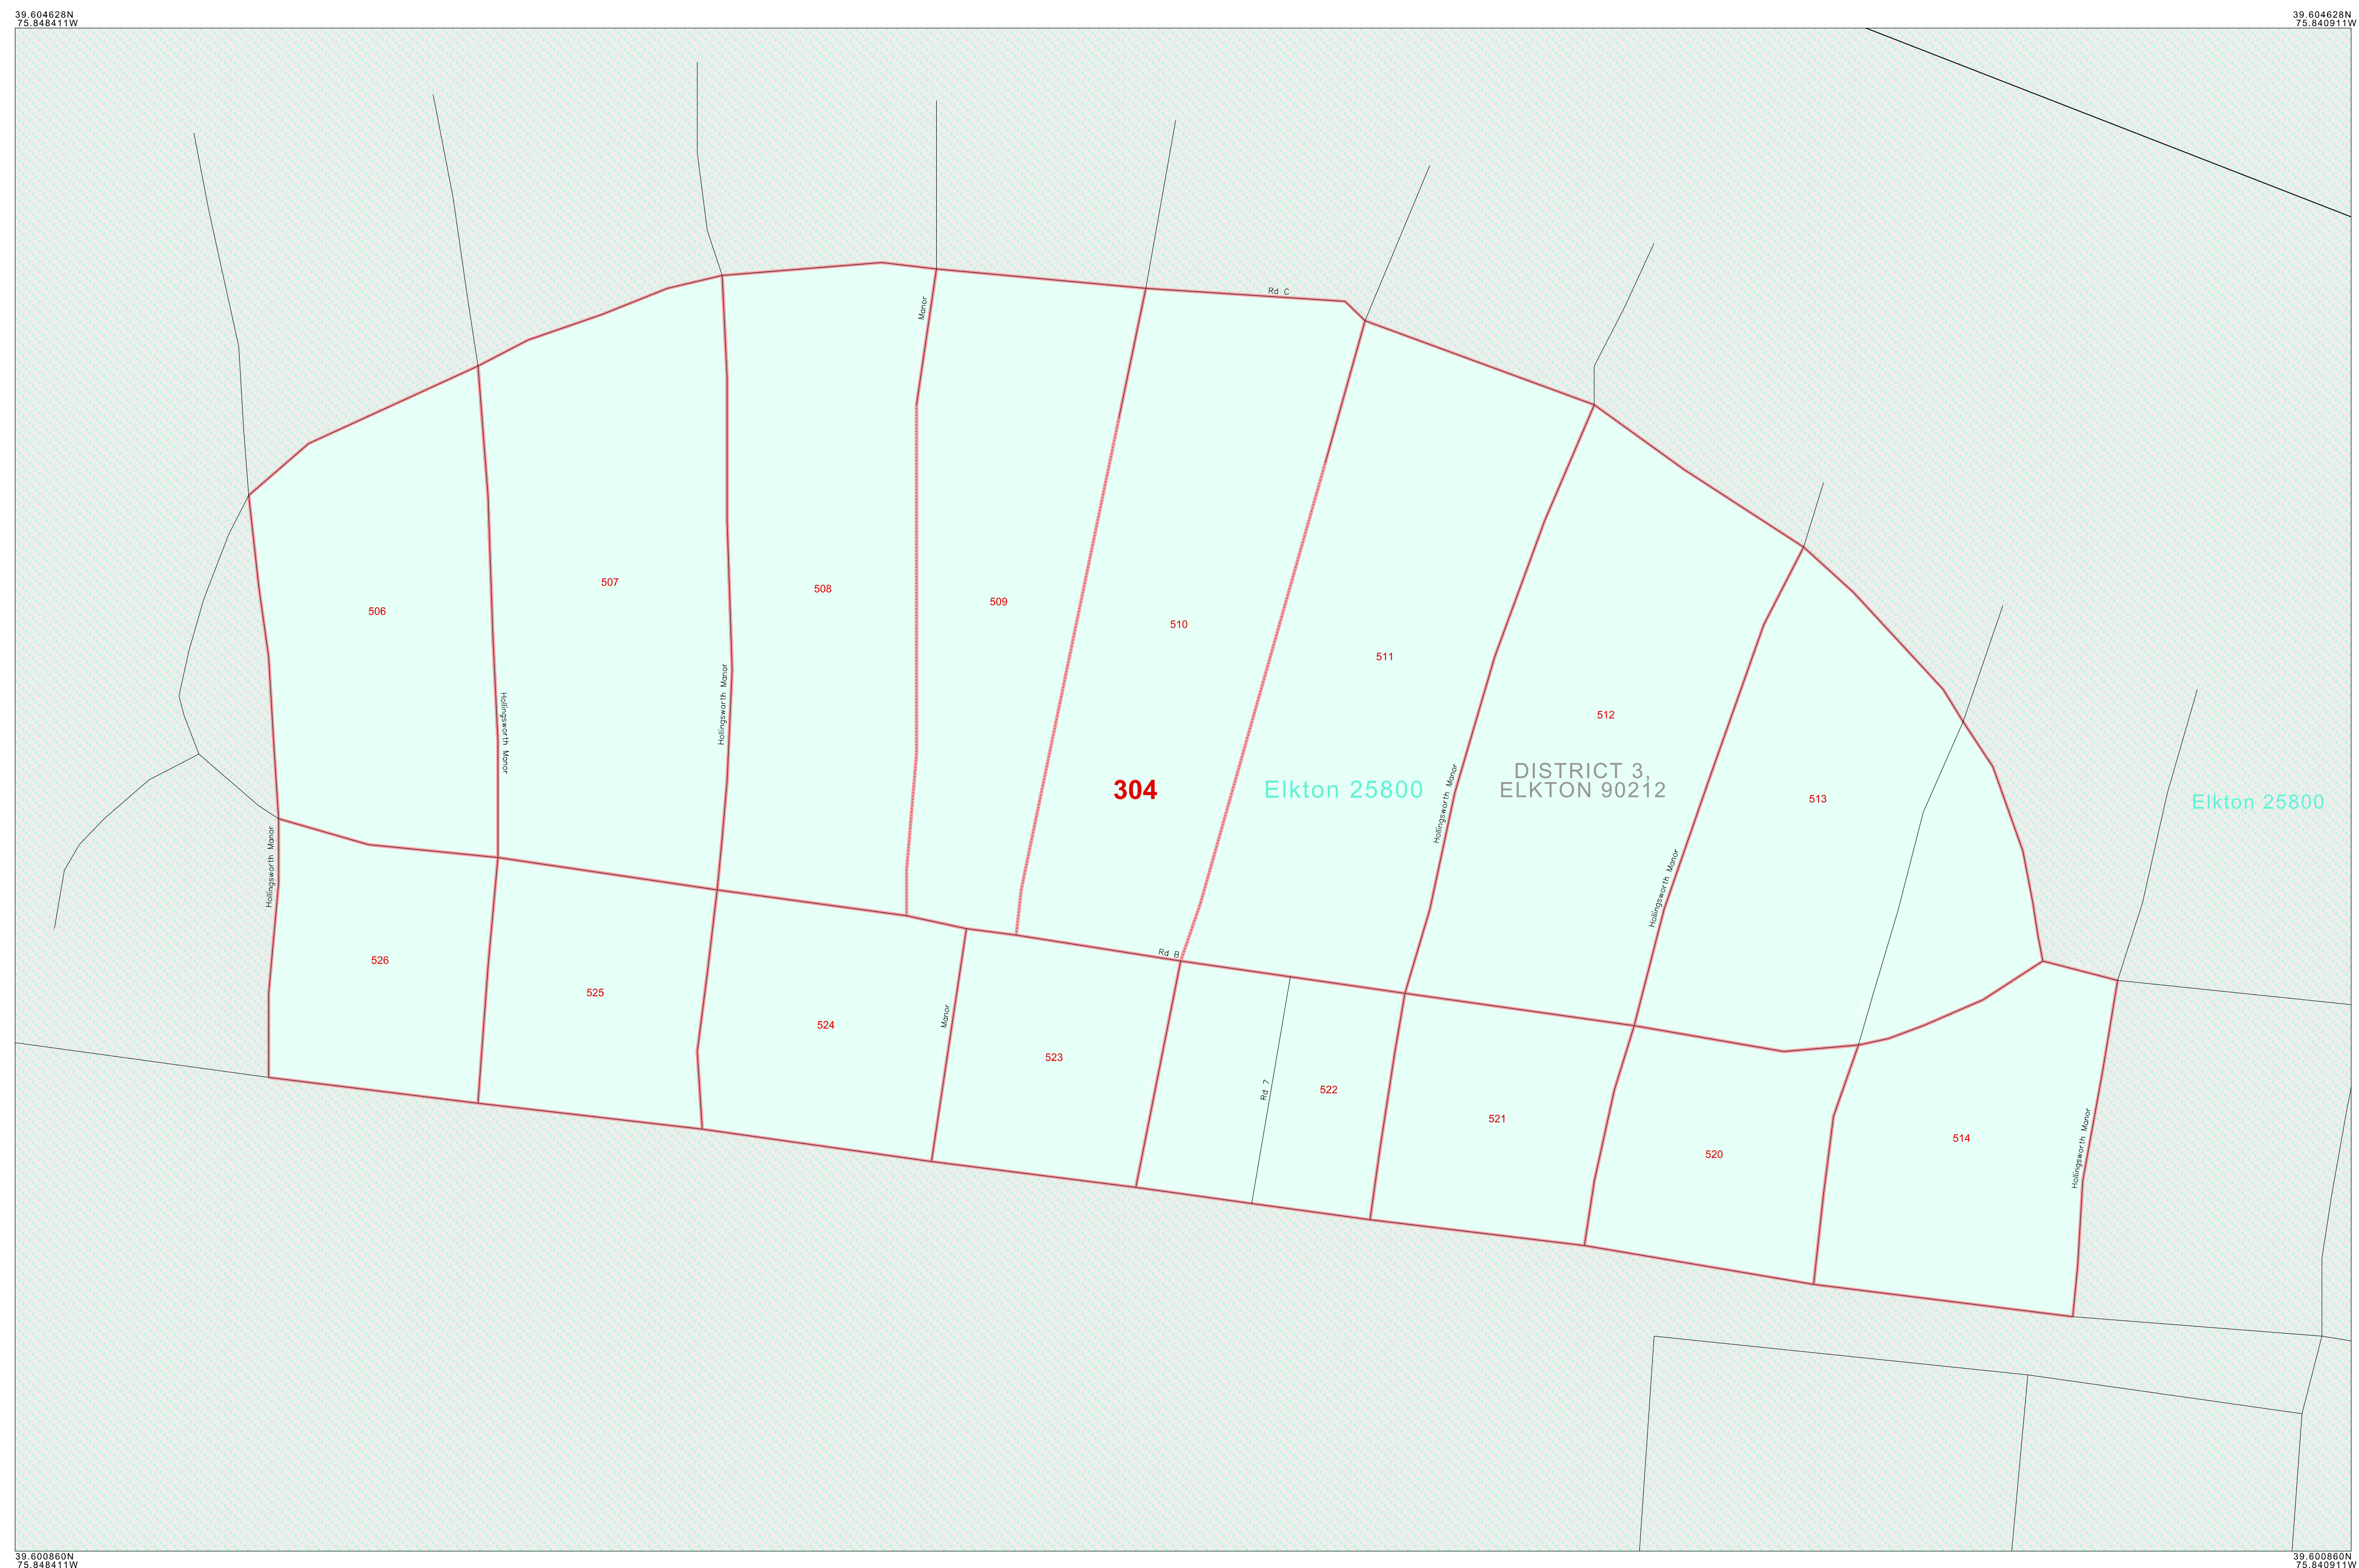 39.604628N
75.848411W
39.604628N
75.840911W
Rd C
Manor
507
508
509
506
510
511
512
Hollingsworth Manor
Hollingsworth Manor
DISTRICT 3,
ELKTON 90212
304
Elkton 25800
Hollingsworth Manor
513
Elkton 25800
Hollingsworth Manor
Hollingsworth Manor
Rd B
526
525
Manor
524
523
Rd 7
522
521
514
520
Hollingsworth Manor
39.600860N
75.848411W
39.600860N
75.840911W